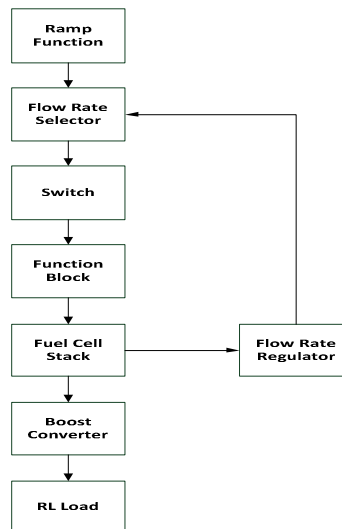 Ramp
Function
Flow Rate
Selector
Switch
Function
Block
Fuel Cell
Stack
Flow Rate
Regulator
Boost
Converter
RL Load